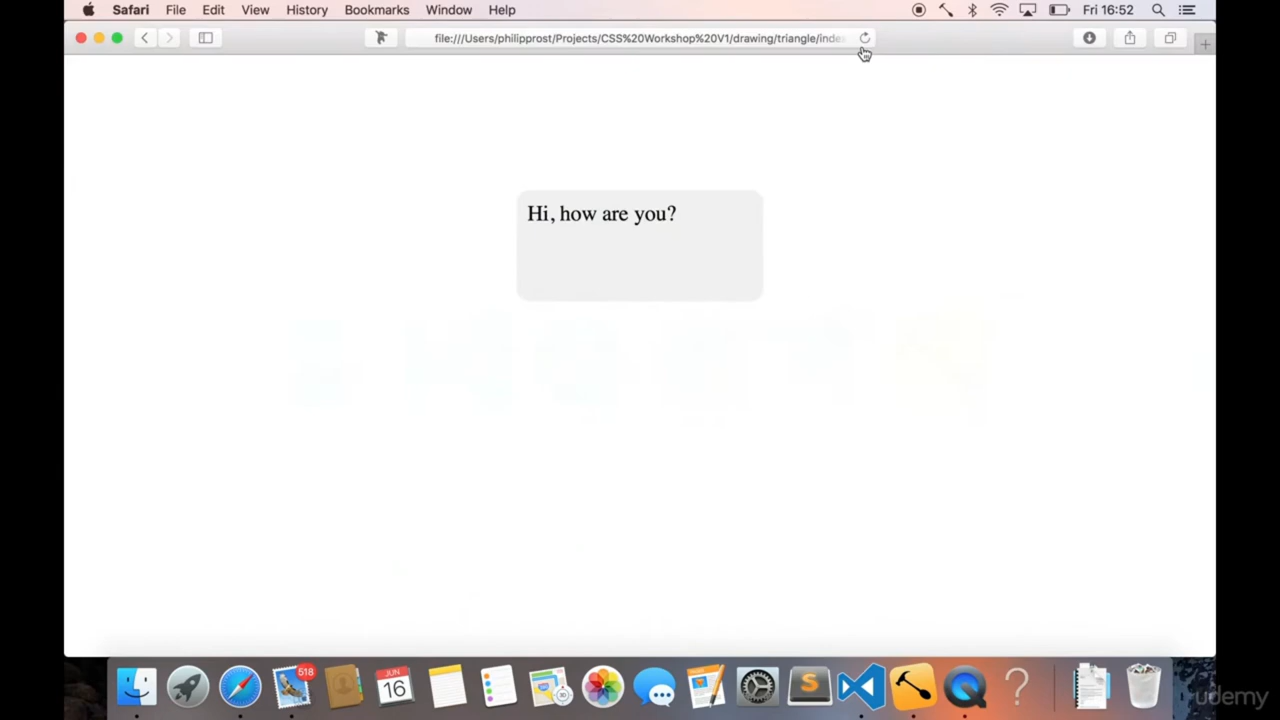 Safari File Edit View History Bookmarks Window Help Fri 16:52
file:///Users/philipprost/Projects/CSS%20Workshop%20V1/drawing/triangle/inde
Hi, how are you?
518
JUN
16
udemy